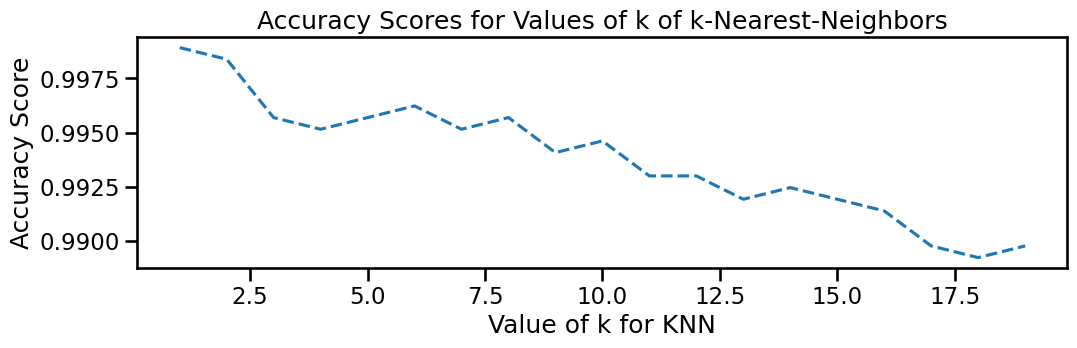 Accuracy Scores for Values of k of k-Nearest-Neighbors
Accuracy Score
0.9975
0.9950
0.9925
0.9900
2.5 5.0 7.5 10.0 12.5 15.0 17.5
Value of k for KNN